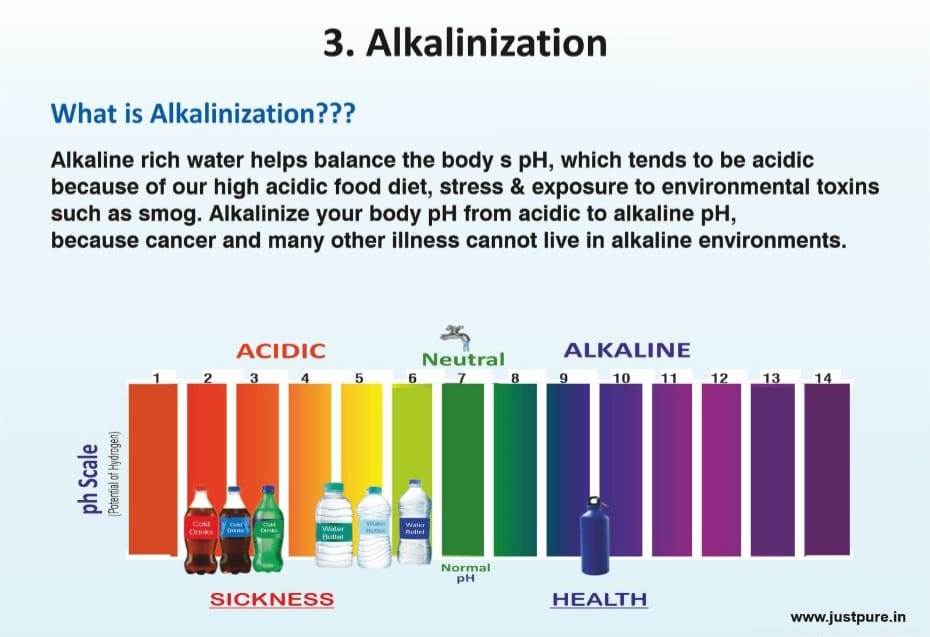 3. Alkalinization
What is Alkalinization???
Alkaline rich water helps balance the body s pH, which tends to be acidic
because of our high acidic food diet, stress & exposure to environmental toxins
such as smog. Alkalinize your body pH from acidic to alkaline pH,
because cancer and many other illness cannot live in alkaline environments.
ACIDIC
Neutral
ALKALINE
1 2 3 4 5 6 7 8 9 10 11 12 13 14
ph Scale
(Potential of Hydrogen)
Cold
Drinks
Cold
Drinks
Cold
Drinks
Water
Bottel
Water
Bottel
Water
Bottel
Normal
pH
SICKNESS
HEALTH
www.justpure.in